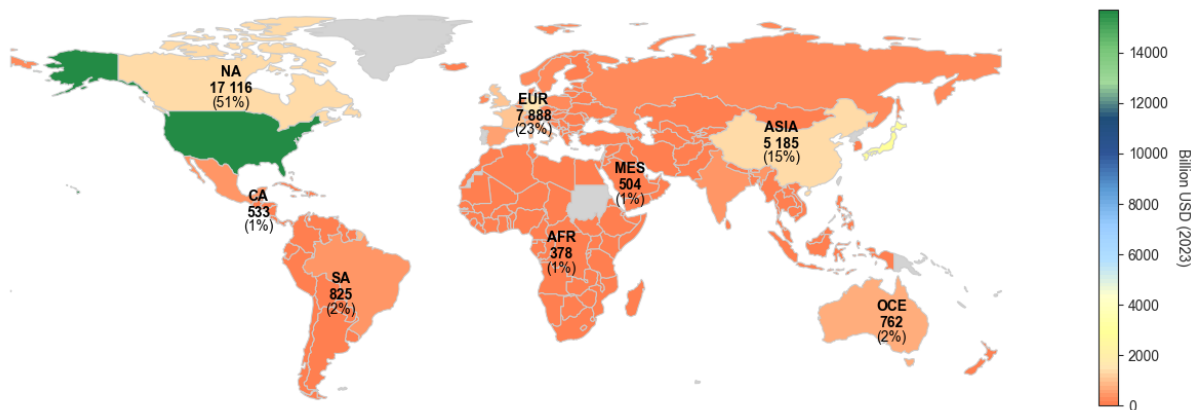 NA
17 116
(51%)
EUR
7 888
(23%)
ASIA
5 185
(15%)
MES
504
(1%)
CA
533
(1%)
AFR
378
(1%)
SA
825
(2%)
OCE
762
(2%)
14000
12000
10000
8000
6000
4000
2000
0
Billion USD (2023)